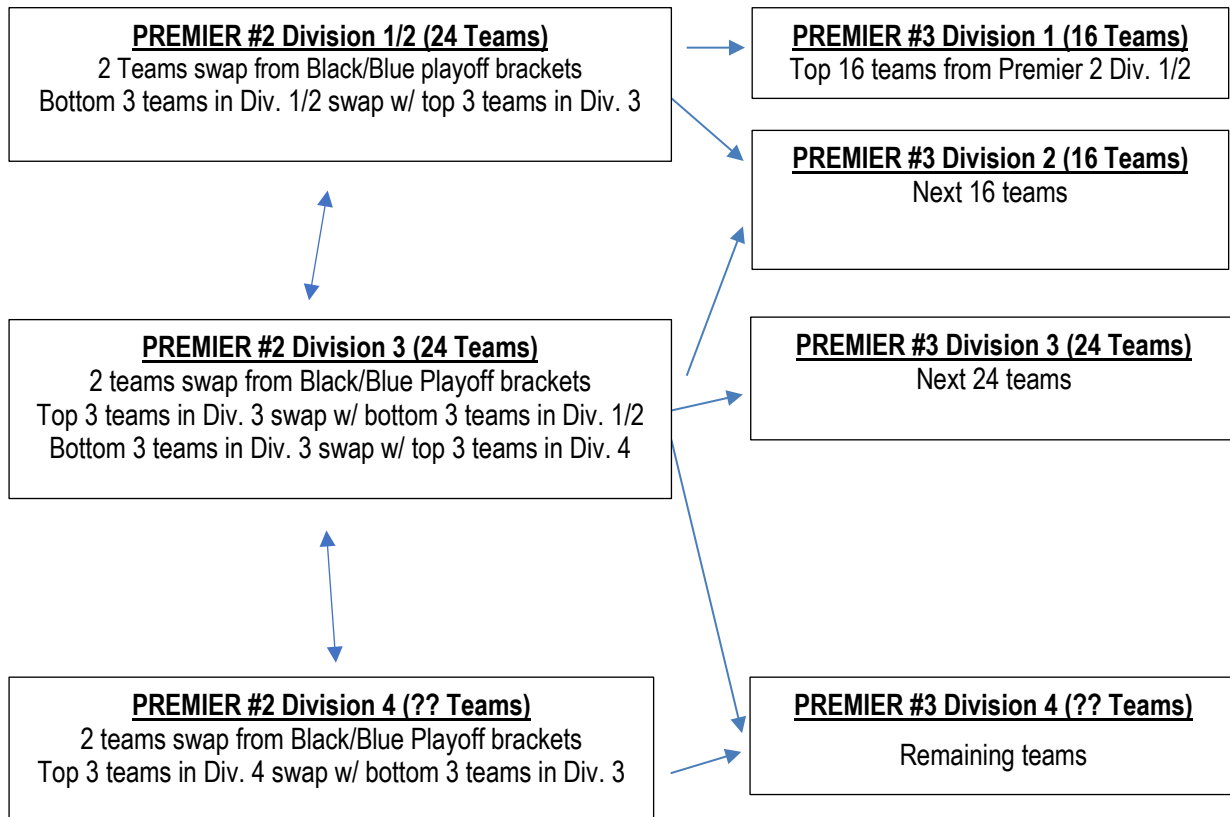 PREMIER #2 Division 1/2 (24 Teams)
2 Teams swap from Black/Blue playoff brackets
Bottom 3 teams in Div. 1/2 swap w/ top 3 teams in Div. 3
PREMIER #3 Division 1 (16 Teams)
Top 16 teams from Premier 2 Div. 1/2
PREMIER #3 Division 2 (16 Teams)
Next 16 teams
PREMIER #2 Division 3 (24 Teams)
2 teams swap from Black/Blue Playoff brackets
Top 3 teams in Div. 3 swap w/ bottom 3 teams in Div. 1/2
Bottom 3 teams in Div. 3 swap w/ top 3 teams in Div. 4
PREMIER #3 Division 3 (24 Teams)
Next 24 teams
PREMIER #2 Division 4 (?? Teams)
2 teams swap from Black/Blue Playoff brackets
Top 3 teams in Div. 4 swap w/ bottom 3 teams in Div. 3
PREMIER #3 Division 4 (?? Teams)
Remaining teams